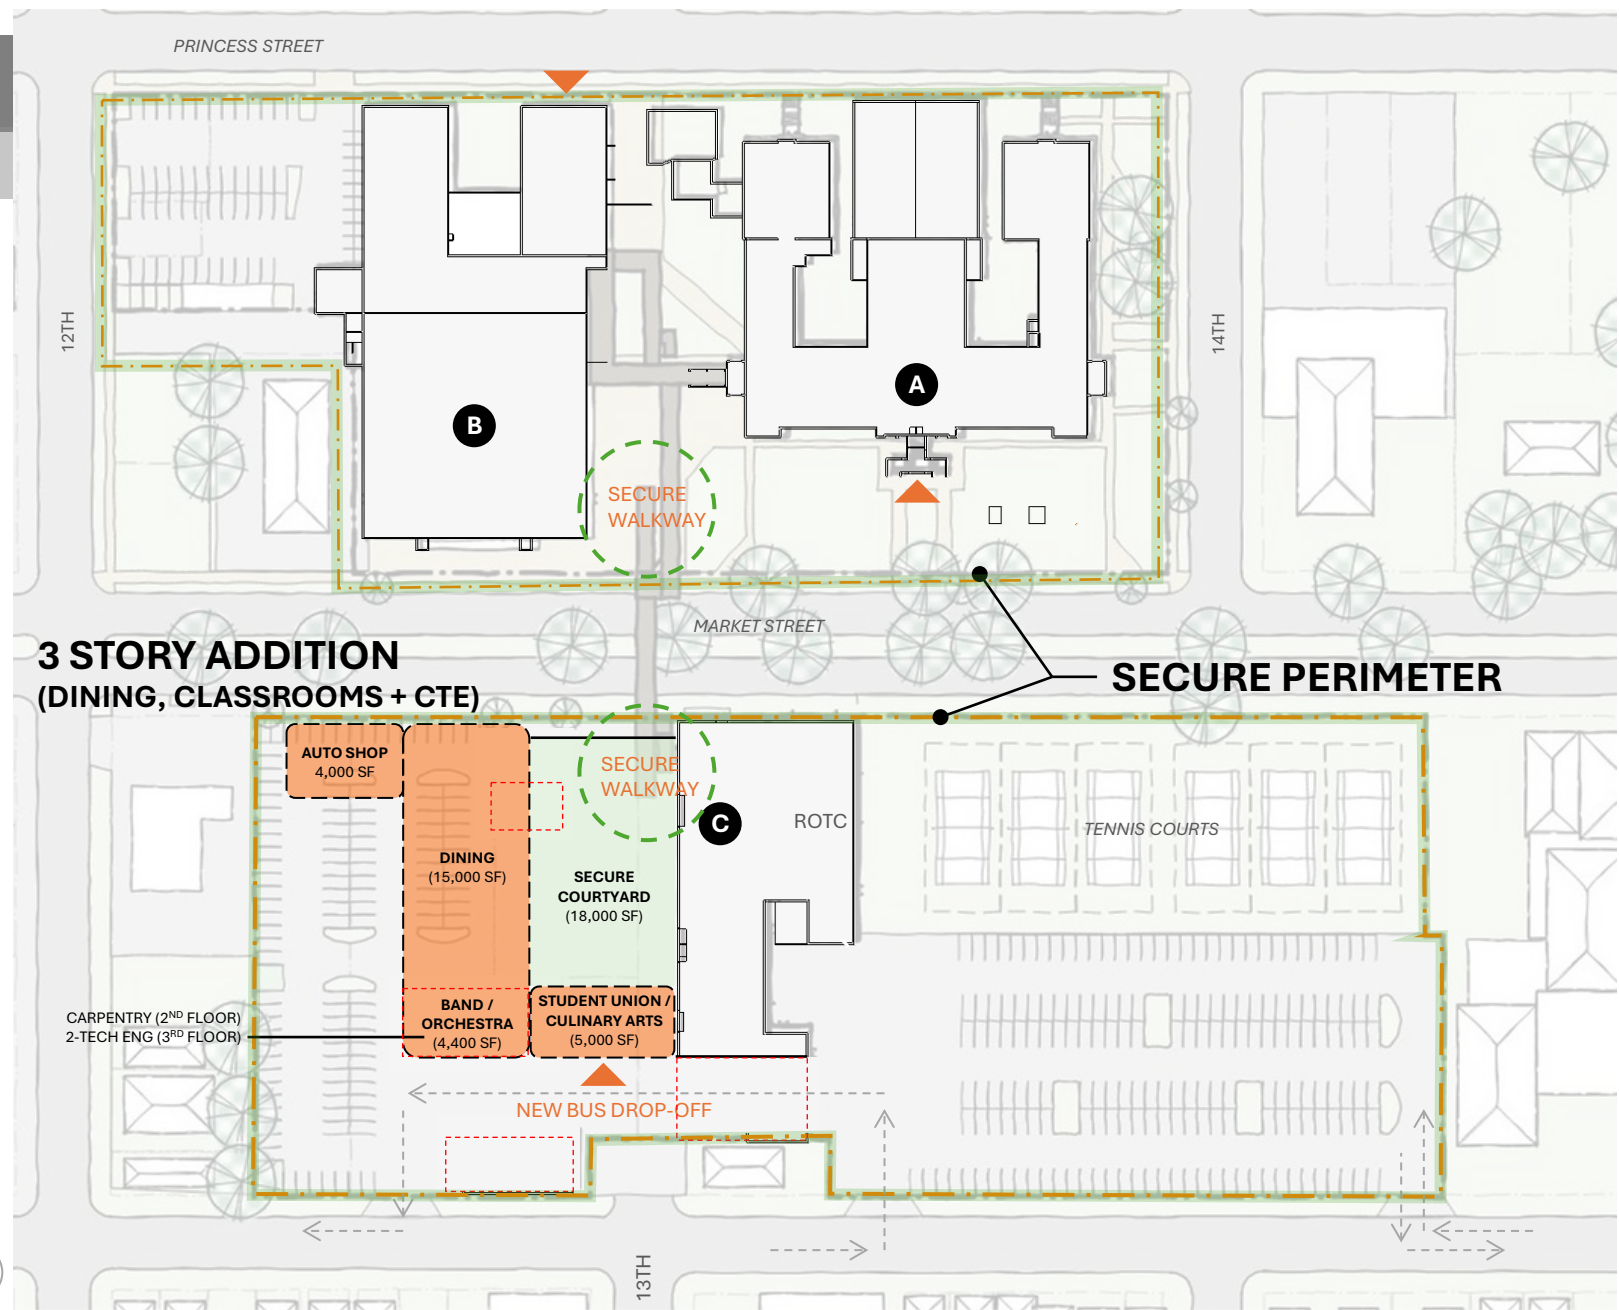 PRINCESS STREET
12TH
14TH
A
B
SECURE
WALKWAY
MARKET STREET
3 STORY ADDITION
(DINING, CLASSROOMS + CTE)
SECURE PERIMETER
AUTO SHOP
4,000 SF
SECURE
WALKWAY
C
ROTC
TENNIS COURTS
DINING
(15,000 SF)
SECURE
COURTYARD
(18,000 SF)
BAND /
ORCHESTRA
(4,400 SF)
STUDENT UNION /
CULINARY ARTS
(5,000 SF)
CARPENTRY (2ND FLOOR)
2-TECH ENG (3RD FLOOR)
NEW BUS DROP-OFF
13TH